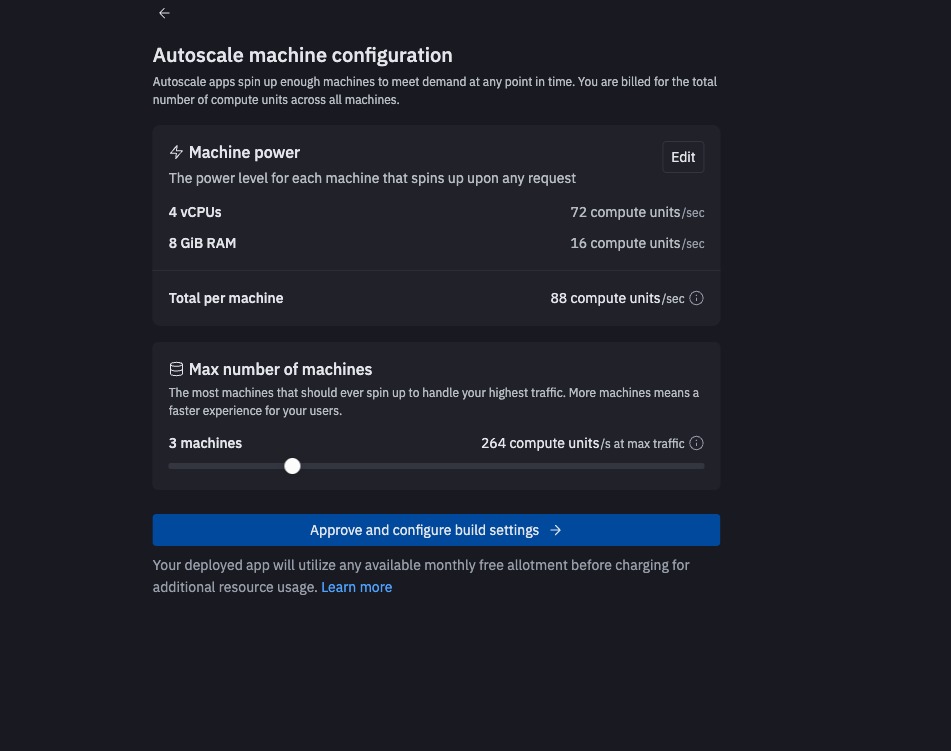 Autoscale machine configuration
Autoscale apps spin up enough machines to meet demand at any point in time. You are billed for the total
number of compute units across all machines.
Machine power
Edit
The power level for each machine that spins up upon any request
4 vCPUs 72 compute units/sec
8 GiB RAM 16 compute units/sec
Total per machine 88 compute units/sec
Max number of machines
The most machines that should ever spin up to handle your highest traffic. More machines means a
faster experience for your users.
3 machines 264 compute units/s at max traffic
Approve and configure build settings
Your deployed app will utilize any available monthly free allotment before charging for
additional resource usage. Learn more